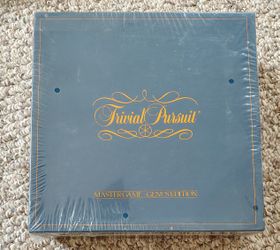 Trivial Pursuit
MASTER GAME - GENUS EDITION